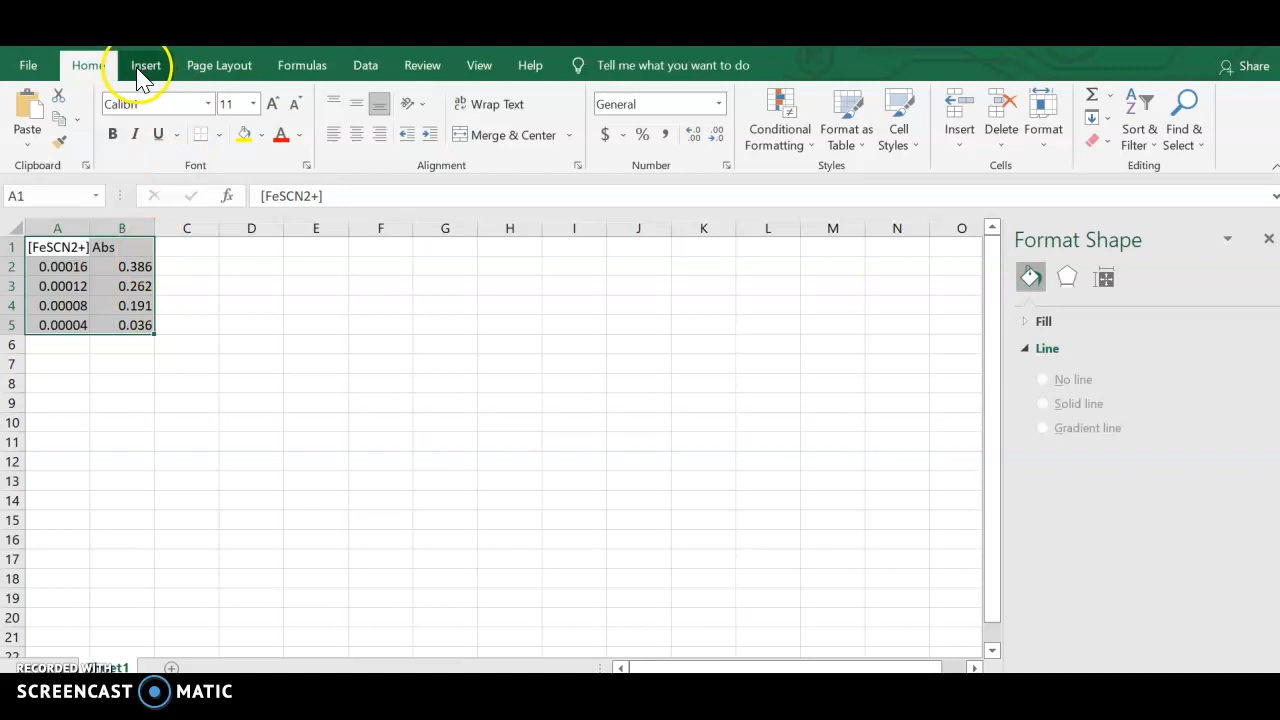 File Home Insert Page Layout Formulas Data Review View Help Tell me what you want to do Share
Calibri 11 Wrap Text General
Paste B I U Merge & Center $ % , Conditional Formatting Format as Table Cell Styles Insert Delete Format Sort & Filter Find & Select
Clipboard Font Alignment Number Styles Cells Editing
A1 fx [FeSCN2+]
A B C D E F G H I J K L M N O
1 [FeSCN2+] Abs
2 0.00016 0.386
3 0.00012 0.262
4 0.00008 0.191
5 0.00004 0.036
6
7
8
9
10
11
12
13
14
15
16
17
18
19
20
21
22
Format Shape
Fill
Line
No line
Solid line
Gradient line
RECORDED WITH
SCREENCAST MATIC